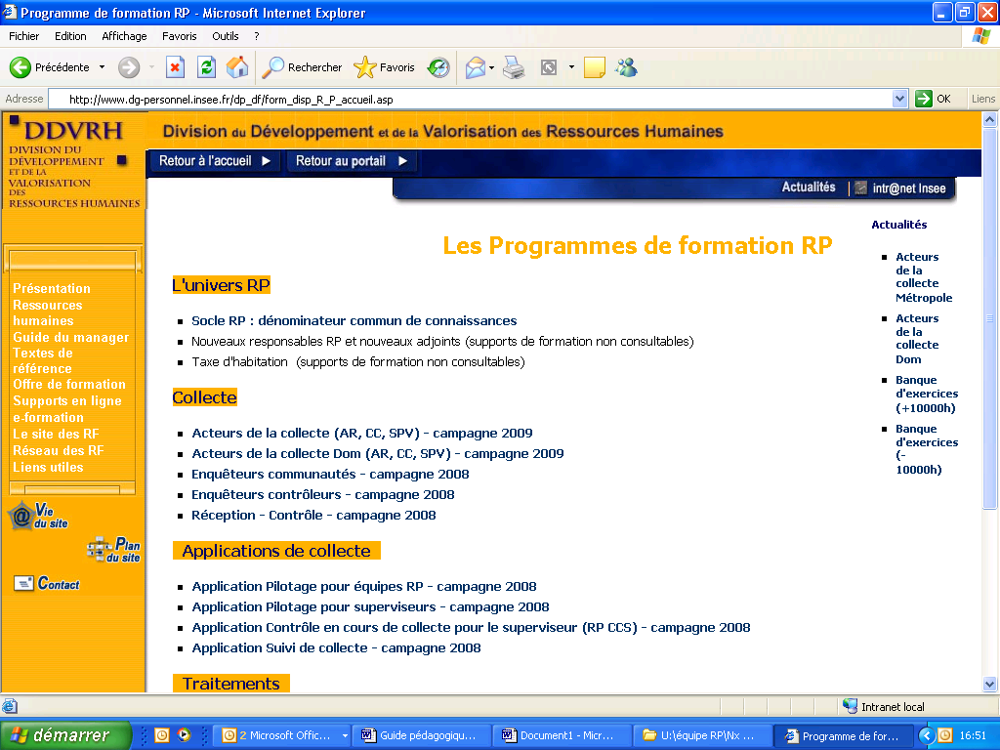 Programme de formation RP - Microsoft Internet Explorer
Fichier Edition Affichage Favoris Outils ?
Précédente Rechercher Favoris
Adresse http://www.dg-personnel.insee.fr/dp_df/form_disp_R_P_accueil.asp OK Liens
DDVRH
DIVISION DU
DÉVELOPPEMENT
ET DE LA
VALORISATION
DES
RESSOURCES HUMAINES
Division du Développement et de la Valorisation des Ressources Humaines
Retour à l'accueil Retour au portail
Actualités intr@net Insee
Présentation
Ressources
humaines
Guide du manager
Textes de
référence
Offre de formation
Supports en ligne
e-formation
Le site des RF
Réseau des RF
Liens utiles
Vie
du site
Plan
du site
Contact
Les Programmes de formation RP
L'univers RP
Socle RP : dénominateur commun de connaissances
Nouveaux responsables RP et nouveaux adjoints (supports de formation non consultables)
Taxe d'habitation (supports de formation non consultables)
Collecte
Acteurs de la collecte (AR, CC, SPV) - campagne 2009
Acteurs de la collecte Dom (AR, CC, SPV) - campagne 2009
Enquêteurs communautés - campagne 2008
Enquêteurs contrôleurs - campagne 2008
Réception - Contrôle - campagne 2008
Applications de collecte
Application Pilotage pour équipes RP - campagne 2008
Application Pilotage pour superviseurs - campagne 2008
Application Contrôle en cours de collecte pour le superviseur (RP CCS) - campagne 2008
Application Suivi de collecte - campagne 2008
Traitements
Actualités
Acteurs
de la
collecte
Métropole
Acteurs
de la
collecte
Dom
Banque
d'exercices
(+10000h)
Banque
d'exercices
(-
10000h)
Intranet local
démarrer 2 Microsoft Offic... Guide pédagogiqu... Document1 - Micr... U:\équipe RP\Nx ... Programme de for... 16:51